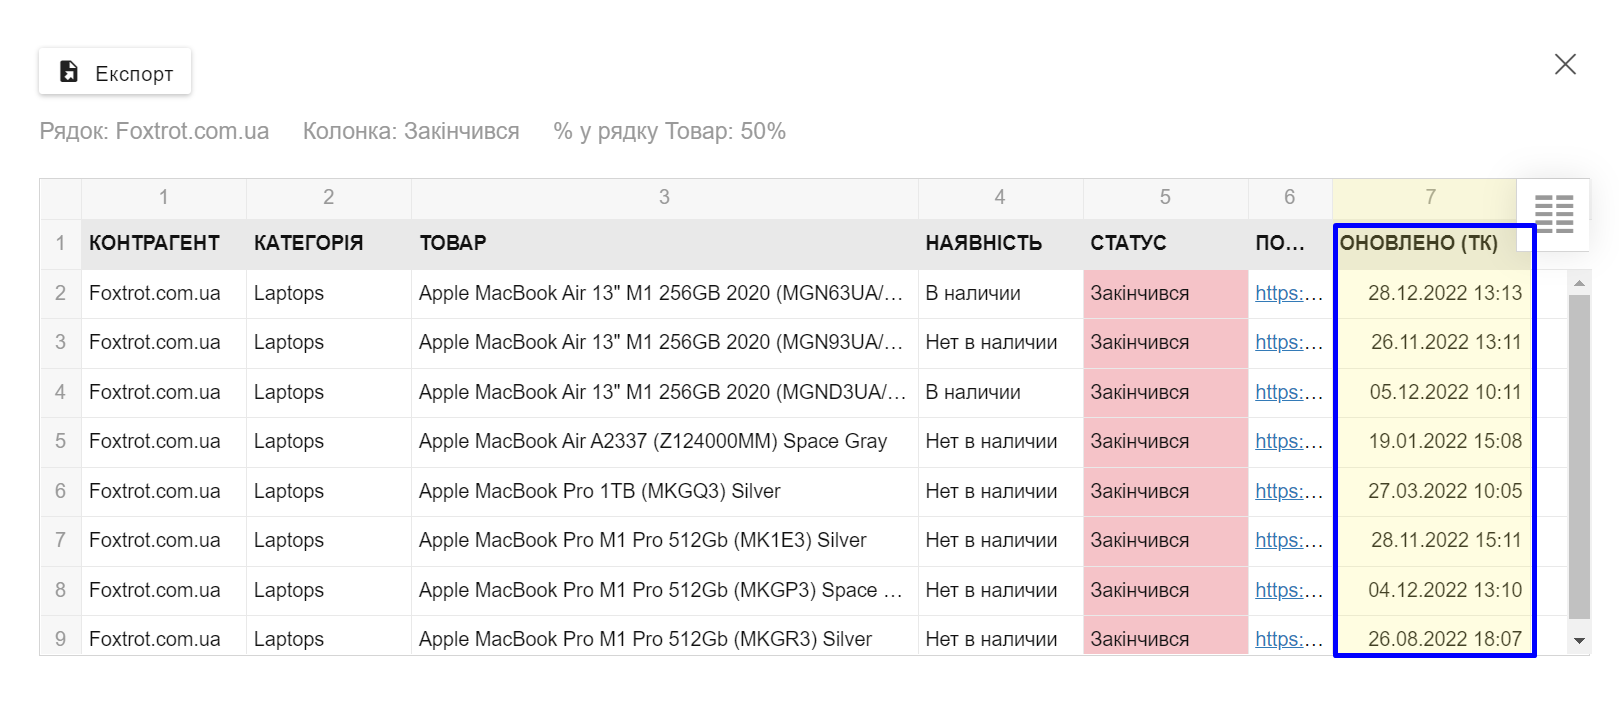 Експорт
Рядок: Foxtrot.com.ua Колонка: Закінчився % у рядку Товар: 50%
1 2 3 4 5 6 7
1 КОНТРАГЕНТ КАТЕГОРІЯ ТОВАР НАЯВНІСТЬ СТАТУС ПО... ОНОВЛЕНО (ТК)
2 Foxtrot.com.ua Laptops Apple MacBook Air 13" M1 256GB 2020 (MGN63UA/... В наличии Закінчився https:... 28.12.2022 13:13
3 Foxtrot.com.ua Laptops Apple MacBook Air 13" M1 256GB 2020 (MGN93UA/... Нет в наличии Закінчився https:... 26.11.2022 13:11
4 Foxtrot.com.ua Laptops Apple MacBook Air 13" M1 256GB 2020 (MGND3UA/... В наличии Закінчився https:... 05.12.2022 10:11
5 Foxtrot.com.ua Laptops Apple MacBook Air A2337 (Z124000MM) Space Gray Нет в наличии Закінчився https:... 19.01.2022 15:08
6 Foxtrot.com.ua Laptops Apple MacBook Pro 1TB (MKGQ3) Silver Нет в наличии Закінчився https:... 27.03.2022 10:05
7 Foxtrot.com.ua Laptops Apple MacBook Pro M1 Pro 512Gb (MK1E3) Silver Нет в наличии Закінчився https:... 28.11.2022 15:11
8 Foxtrot.com.ua Laptops Apple MacBook Pro M1 Pro 512Gb (MKGP3) Space ... Нет в наличии Закінчився https:... 04.12.2022 13:10
9 Foxtrot.com.ua Laptops Apple MacBook Pro M1 Pro 512Gb (MKGR3) Silver Нет в наличии Закінчився https:... 26.08.2022 18:07